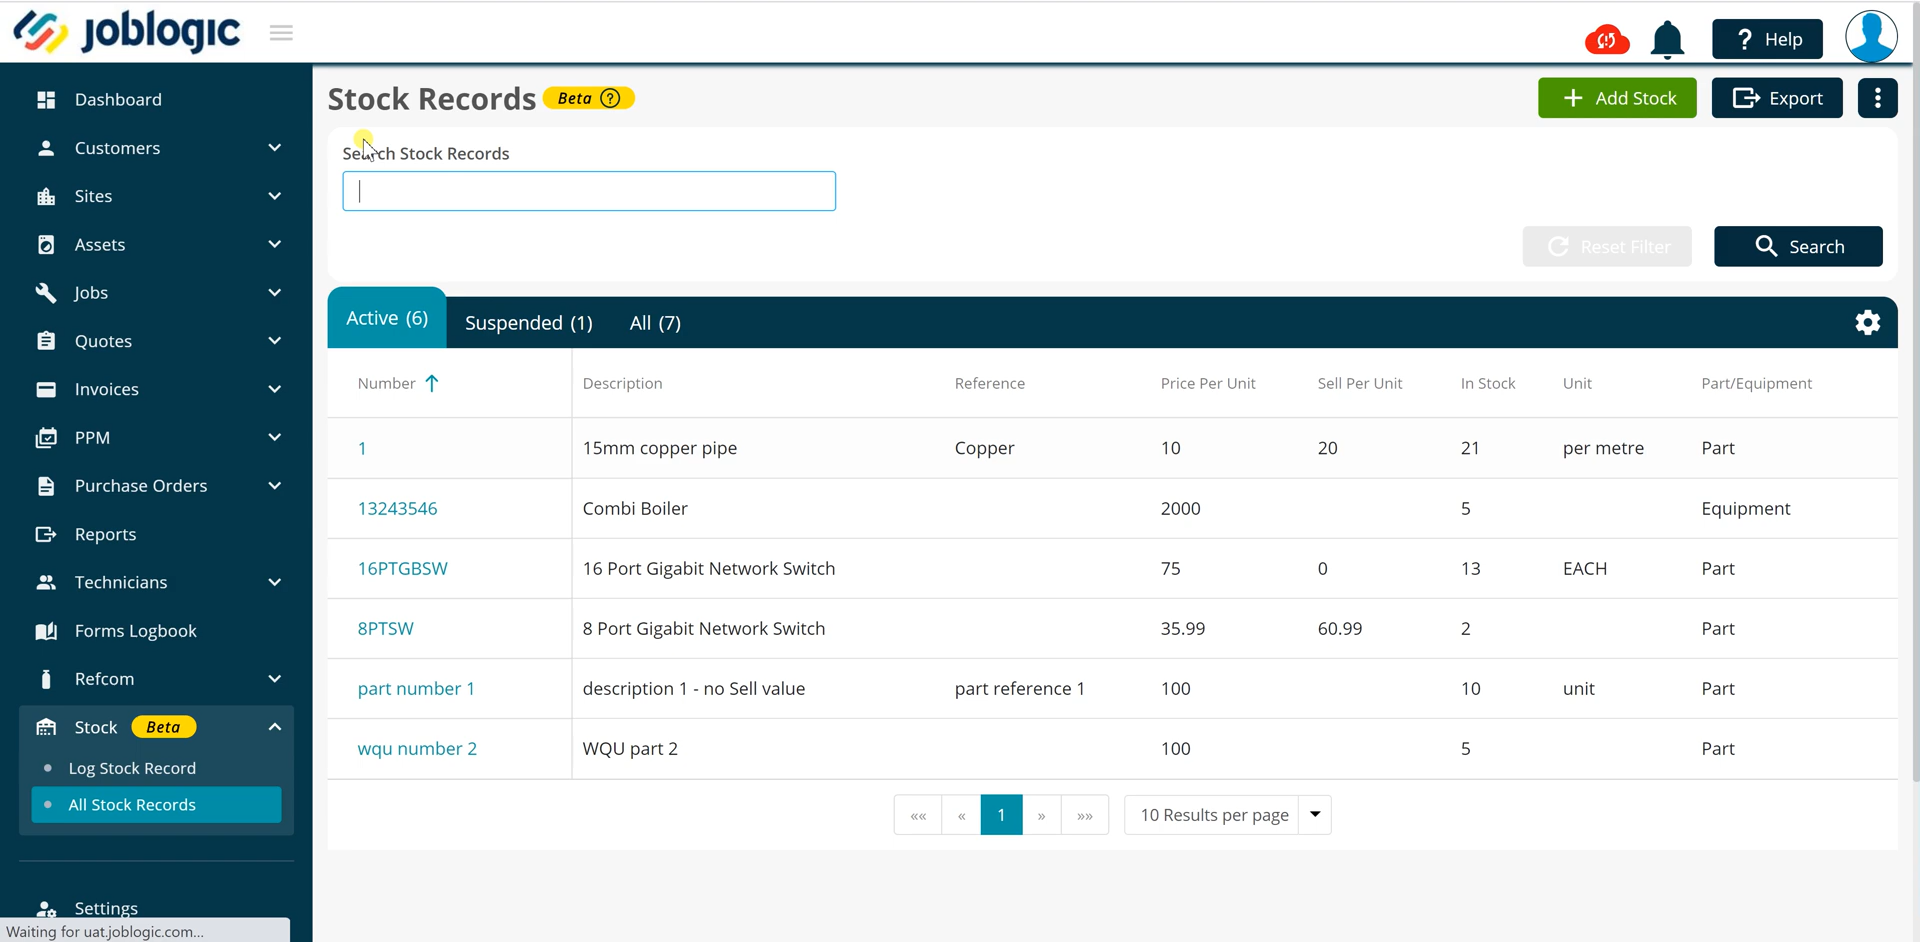 joblogic
? Help
Dashboard
Customers
Sites
Assets
Jobs
Quotes
Invoices
PPM
Purchase Orders
Reports
Technicians
Forms Logbook
Refcom
Stock Beta
Log Stock Record
All Stock Records
Settings
Waiting for uat.joblogic.com...
Stock Records Beta ?
+ Add Stock
Export
Search Stock Records
Reset Filter
Search
Active (6) Suspended (1) All (7)
Number Description Reference Price Per Unit Sell Per Unit In Stock Unit Part/Equipment
1 15mm copper pipe Copper 10 20 21 per metre Part
13243546 Combi Boiler 2000 5 Equipment
16PTGBSW 16 Port Gigabit Network Switch 75 0 13 EACH Part
8PTSW 8 Port Gigabit Network Switch 35.99 60.99 2 Part
part number 1 description 1 - no Sell value part reference 1 100 10 unit Part
wqu number 2 WQU part 2 100 5 Part
«« « 1 » »» 10 Results per page